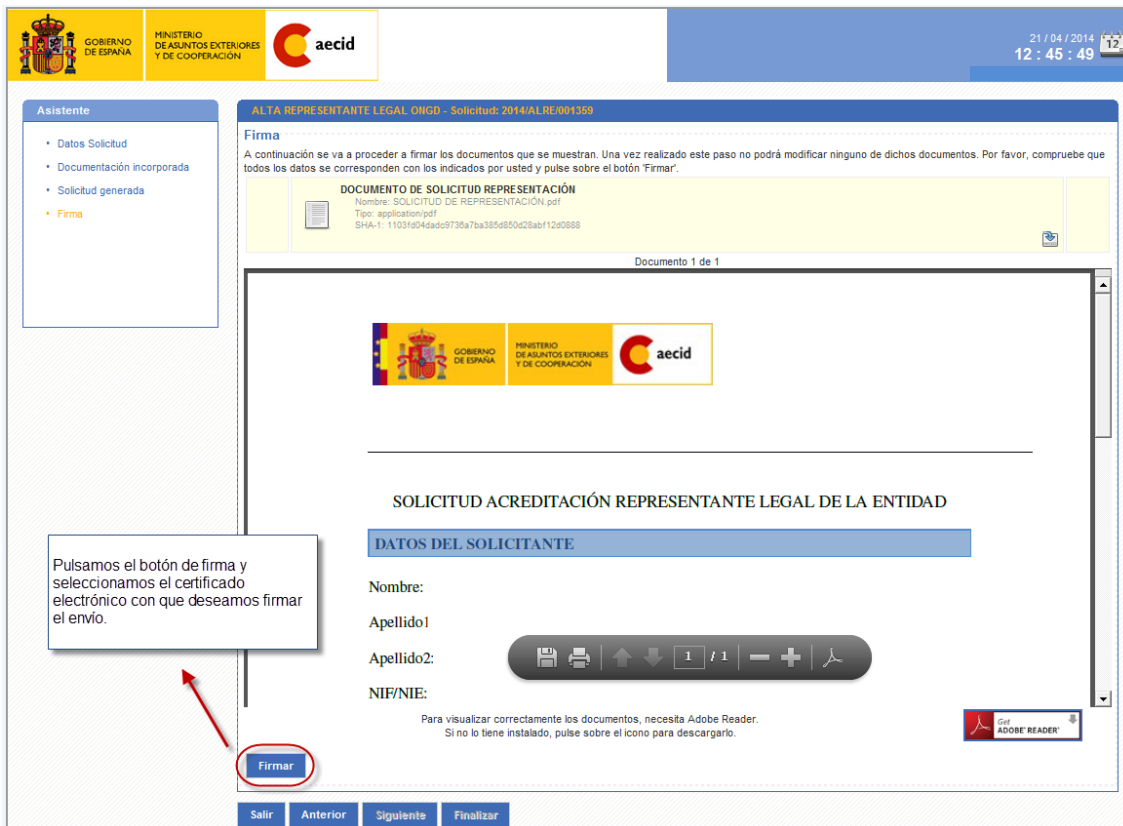 GOBIERNO
DE ESPAÑA
MINISTERIO
DE ASUNTOS EXTERIORES
Y DE COOPERACIÓN
aecid
21 / 04 / 2014
12 : 45 : 49
12
Asistente
• Datos Solicitud
• Documentación incorporada
• Solicitud generada
• Firma
ALTA REPRESENTANTE LEGAL ONGD - Solicitud: 2014/ALRE/001359
Firma
A continuación se va a proceder a firmar los documentos que se muestran. Una vez realizado este paso no podrá modificar ninguno de dichos documentos. Por favor, compruebe que
todos los datos se corresponden con los indicados por usted y pulse sobre el botón 'Firmar'.
DOCUMENTO DE SOLICITUD REPRESENTACIÓN
Nombre: SOLICITUD DE REPRESENTACIÓN.pdf
Tipo: application/pdf
SHA-1: 1103fd04dadc9736a7ba385d850d28abf12d0888
Documento 1 de 1
GOBIERNO
DE ESPAÑA
MINISTERIO
DE ASUNTOS EXTERIORES
Y DE COOPERACIÓN
aecid
SOLICITUD ACREDITACIÓN REPRESENTANTE LEGAL DE LA ENTIDAD
DATOS DEL SOLICITANTE
Nombre:
Apellido1
Apellido2:
NIF/NIE:
1 / 1
Pulsamos el botón de firma y
seleccionamos el certificado
electrónico con que deseamos firmar
el envío.
Para visualizar correctamente los documentos, necesita Adobe Reader.
Si no lo tiene instalado, pulse sobre el icono para descargarlo.
Get
ADOBE® READER®
Firmar
Salir
Anterior
Siguiente
Finalizar